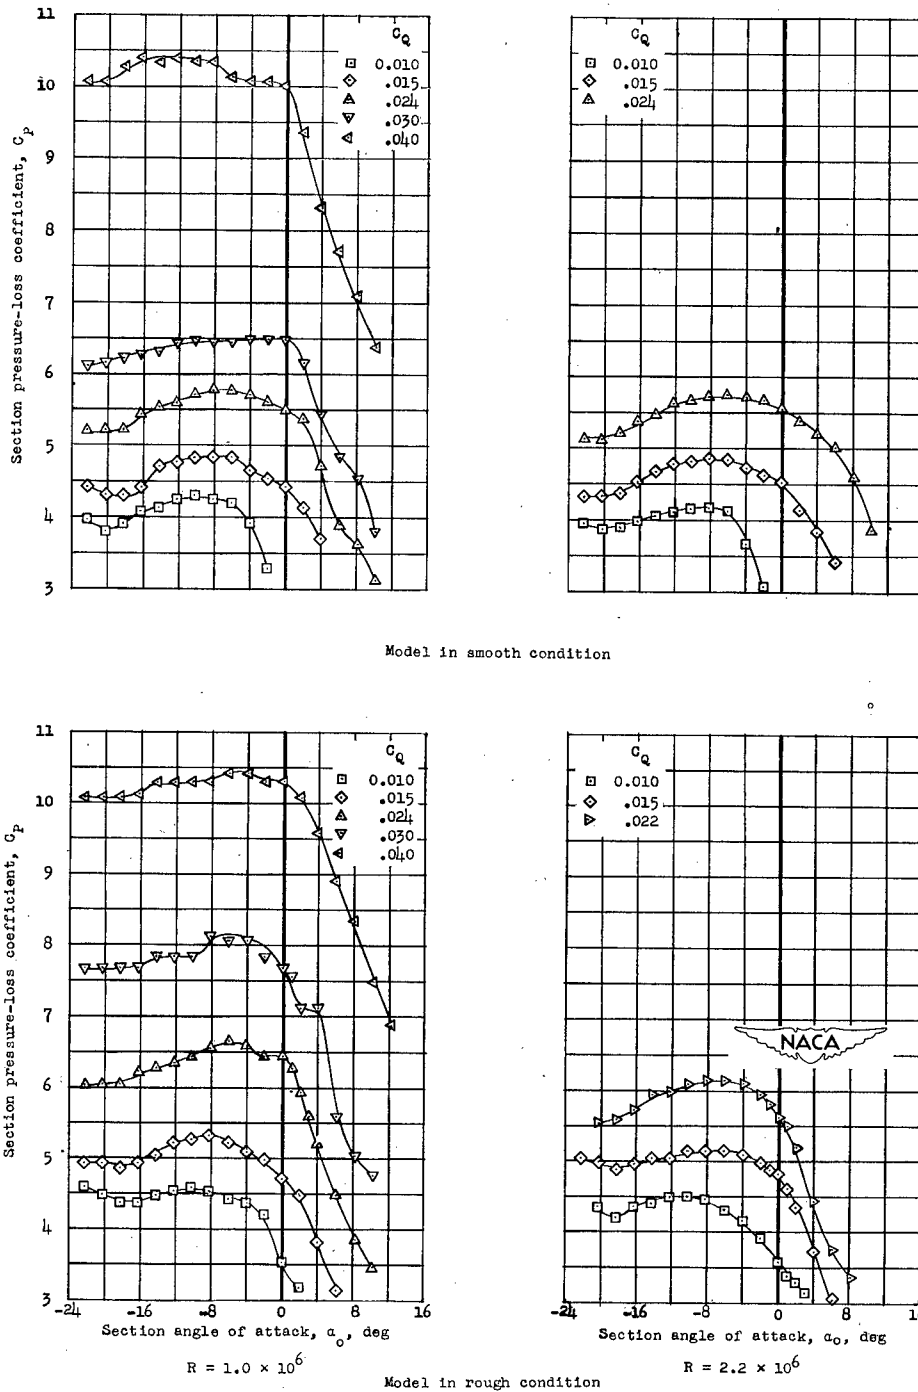 11
10
9
8
7
6
5
4
3
Section pressure-loss coefficient, C_p
C_Q
0.010
.015
.024
.030
.040
C_Q
0.010
.015
.024
Model in smooth condition
11
10
9
8
7
6
5
4
3
Section pressure-loss coefficient, C_p
C_Q
0.010
.015
.024
.030
.040
-24 -16 -8 0 8 16
Section angle of attack, α_o, deg
R = 1.0 × 10^6
C_Q
0.010
.015
.022
NACA
-24 -16 -8 0 8 16
Section angle of attack, α_o, deg
R = 2.2 × 10^6
Model in rough condition